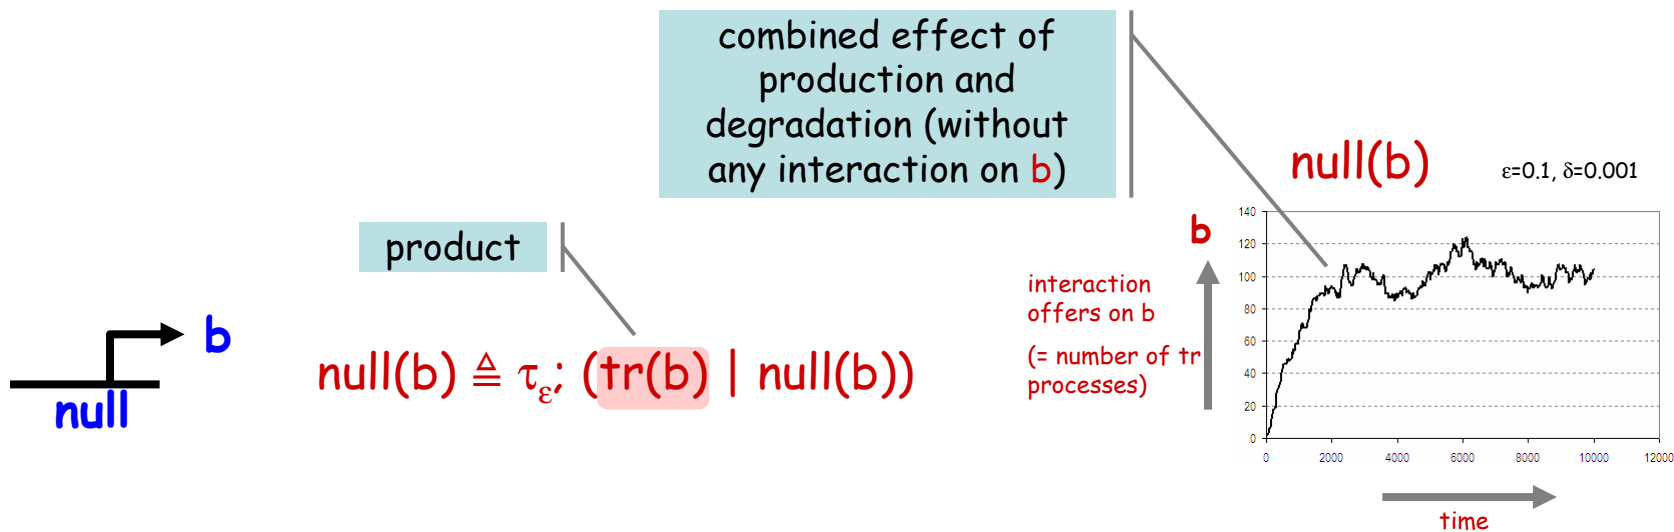 combined effect of
production and
degradation (without
any interaction on b)
null(b)
ε=0.1, δ=0.001
product
b
null
null(b) ≜ τε; (tr(b) | null(b))
b
interaction
offers on b
(= number of tr
processes)
140
120
100
80
60
40
20
0
0 2000 4000 6000 8000 10000 12000
time